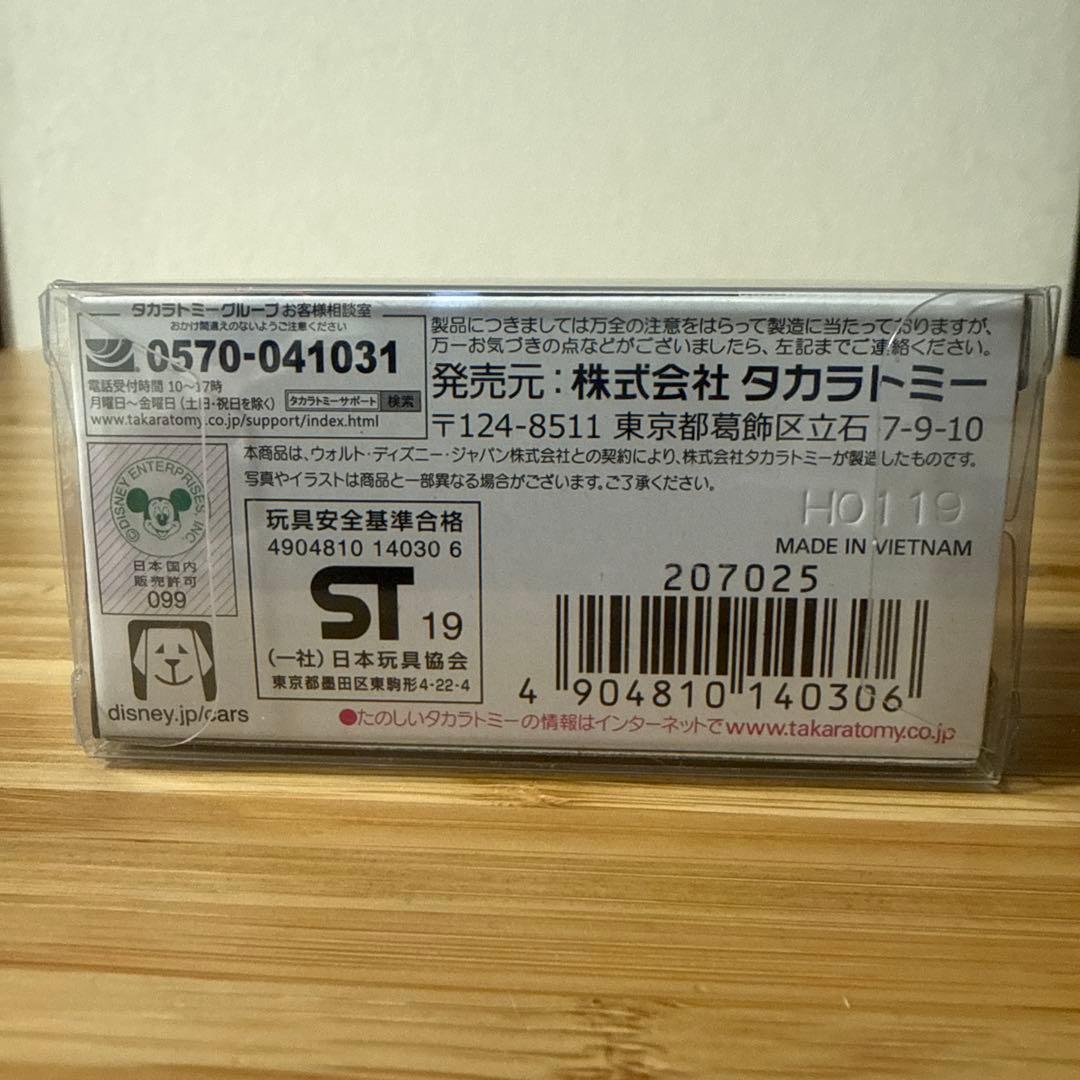 タカラトミーグループ お客様相談室
おかけ間違えのないようご注意ください
0570-041031
電話受付時間 10〜17時
月曜日〜金曜日 (土日・祝日を除く) タカラトミーサポート 検索
www.takaratomy.co.jp/support/index.html
製品につきましては万全の注意をはらって製造に当たっておりますが、
万一お気づきの点などがございましたら、左記までご連絡ください。
発売元：株式会社 タカラトミー
〒124-8511 東京都葛飾区立石 7-9-10
本商品は、ウォルト・ディズニー・ジャパン株式会社との契約により、株式会社タカラトミーが製造したものです。
写真やイラストは商品と一部異なる場合がございます。ご了承ください。
©DISNEY ENTERPRISES, INC.
日本国内
販売許可
099
disney.jp/cars
玩具安全基準合格
4904810 14030 6
ST 19
(一社) 日本玩具協会
東京都墨田区東駒形4-22-4
H0119
MADE IN VIETNAM
207025
4 904810 140306
●たのしいタカラトミーの情報はインターネットで www.takaratomy.co.jp